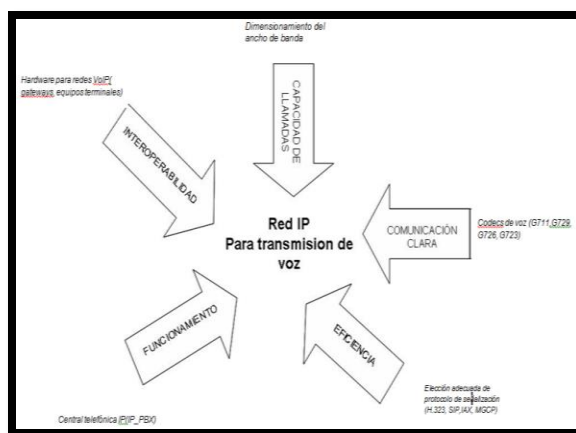 Dimensionamiento del
ancho de banda
Hardware para redes VoIP(
gateways, equipos terminales)
CAPACIDAD DE
LLAMADAS
INTEROPERABILIDAD
Red IP
Para transmision de
voz
COMUNICACIÓN
CLARA
Codecs de voz (G711,G729,
G726, G723)
FUNCIONAMIENTO
EFICIENCIA
Elección adecuada de
protocolo de señalización
(H.323, SIP,IAX, MGCP)
Central telefónica IP(IP_PBX)